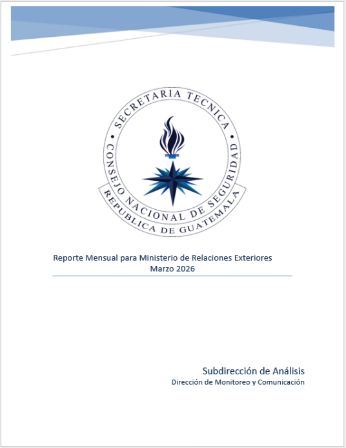 SECRETARIA TECNICA
CONSEJO NACIONAL DE SEGURIDAD
REPUBLICA DE GUATEMALA
Reporte Mensual para Ministerio de Relaciones Exteriores
Marzo 2026
Subdirección de Análisis
Dirección de Monitoreo y Comunicación